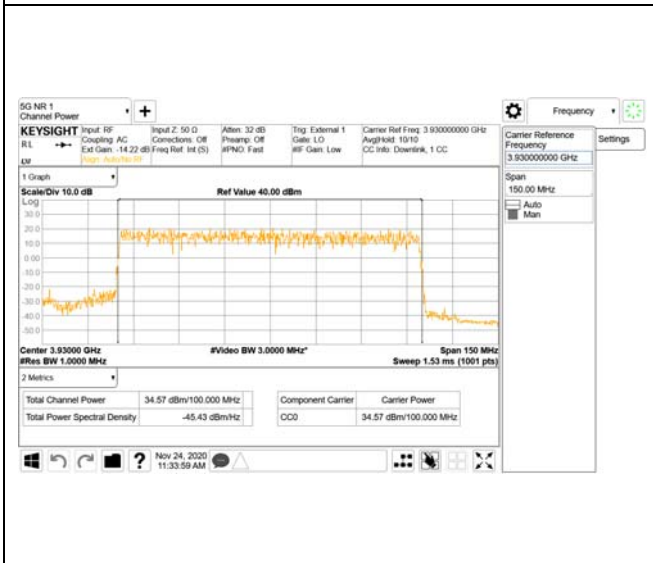 5G NR 1
Channel Power
+
Frequency
KEYSIGHT Input: RF Input Z: 50 Ω Atten: 32 dB Trig: External 1 Carrier Ref Freq: 3.930000000 GHz
RL Coupling: AC Corrections: Off Preamp: Off Gate: LO Avg|Hold: 10/10
Ext Gain: -14.22 dB Freq Ref: Int (S) #PNO: Fast #IF Gain: Low CC Info: Downlink, 1 CC
Align: Auto/No RF
Carrier Reference
Frequency
3.930000000 GHz
Settings
Span
150.00 MHz
Auto
Man
1 Graph
Scale/Div 10.0 dB Ref Value 40.00 dBm
Log
30.0
20.0
10.0
0.00
-10.0
-20.0
-30.0
-40.0
-50.0
Center 3.93000 GHz #Video BW 3.0000 MHz* Span 150 MHz
#Res BW 1.0000 MHz Sweep 1.53 ms (1001 pts)
2 Metrics
Total Channel Power 34.57 dBm/100.000 MHz Component Carrier Carrier Power
Total Power Spectral Density -45.43 dBm/Hz CC0 34.57 dBm/100.000 MHz
? Nov 24, 2020
11:33:59 AM